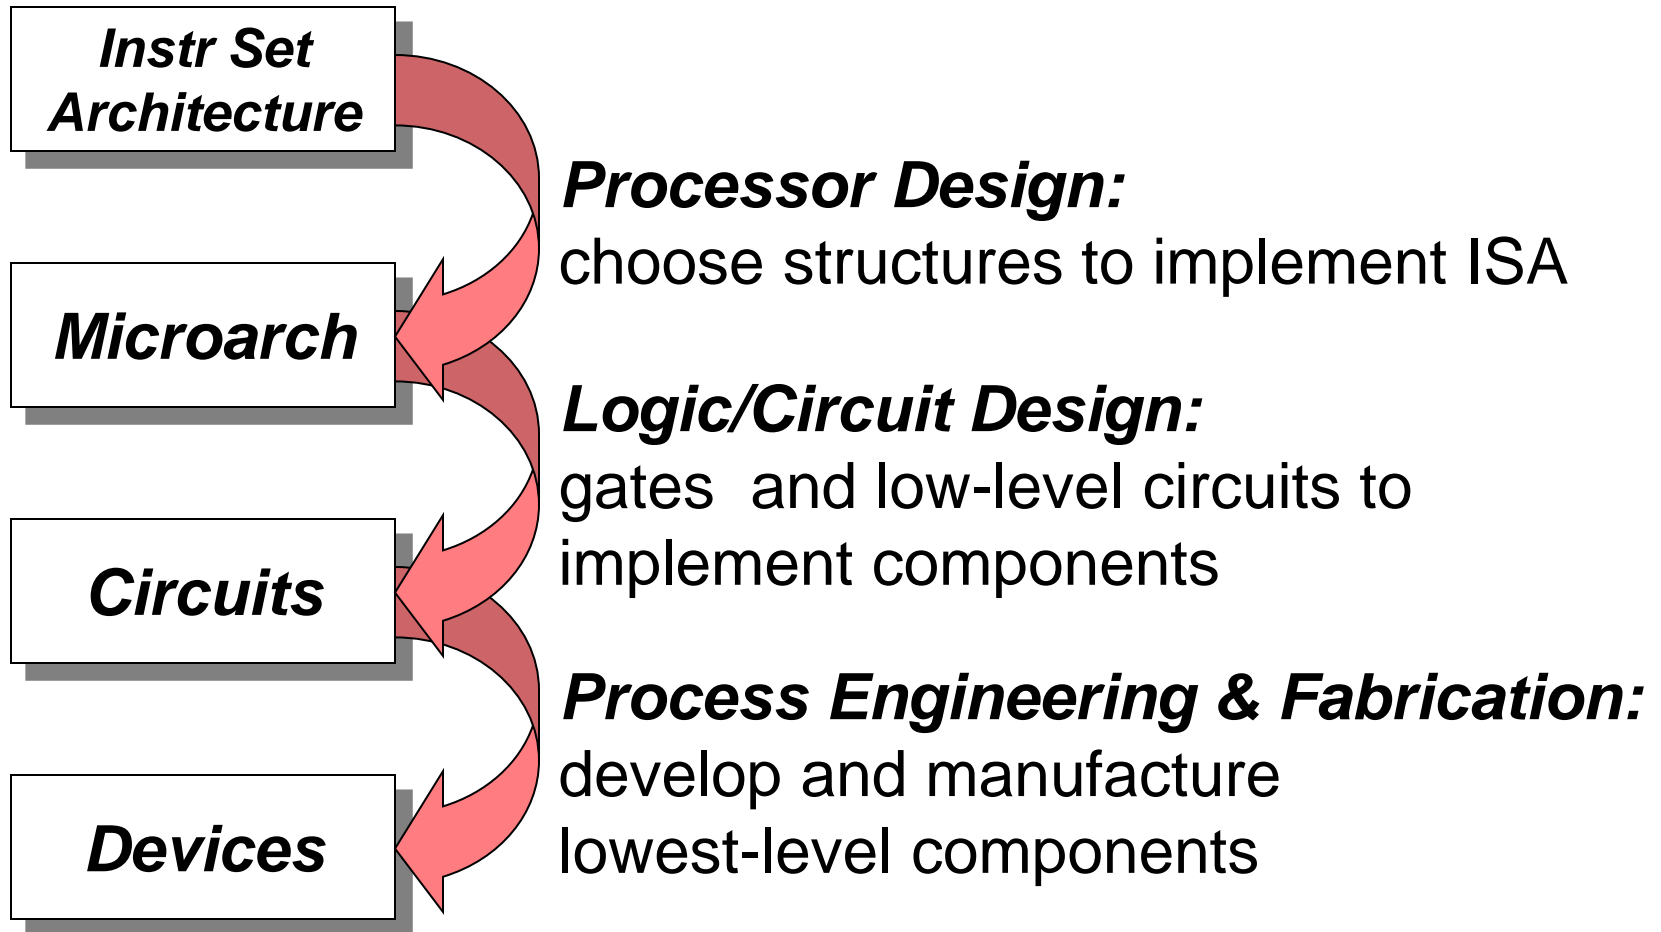 Instr Set
Architecture
Processor Design:
choose structures to implement ISA
Microarch
Logic/Circuit Design:
gates  and low-level circuits to
implement components
Circuits
Process Engineering & Fabrication:
develop and manufacture
lowest-level components
Devices